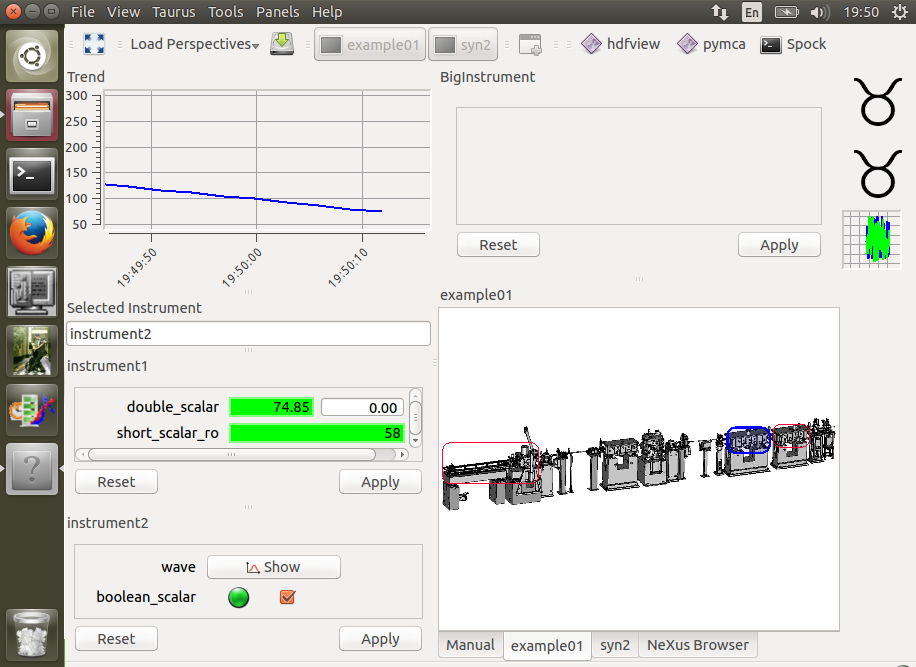 File Edit View Taurus Tools Panels Help
En 19:50
Load Perspectives example01 syn2 hdfview pymca Spock
Trend
300
250
200
150
100
50
19:49:50 19:50:00 19:50:10
BigInstrument
Reset Apply
Selected Instrument
instrument2
instrument1
double_scalar 74.85 0.00
short_scalar_ro 58
Reset Apply
instrument2
wave Show
boolean_scalar
Reset Apply
example01
Manual example01 syn2 NeXus Browser